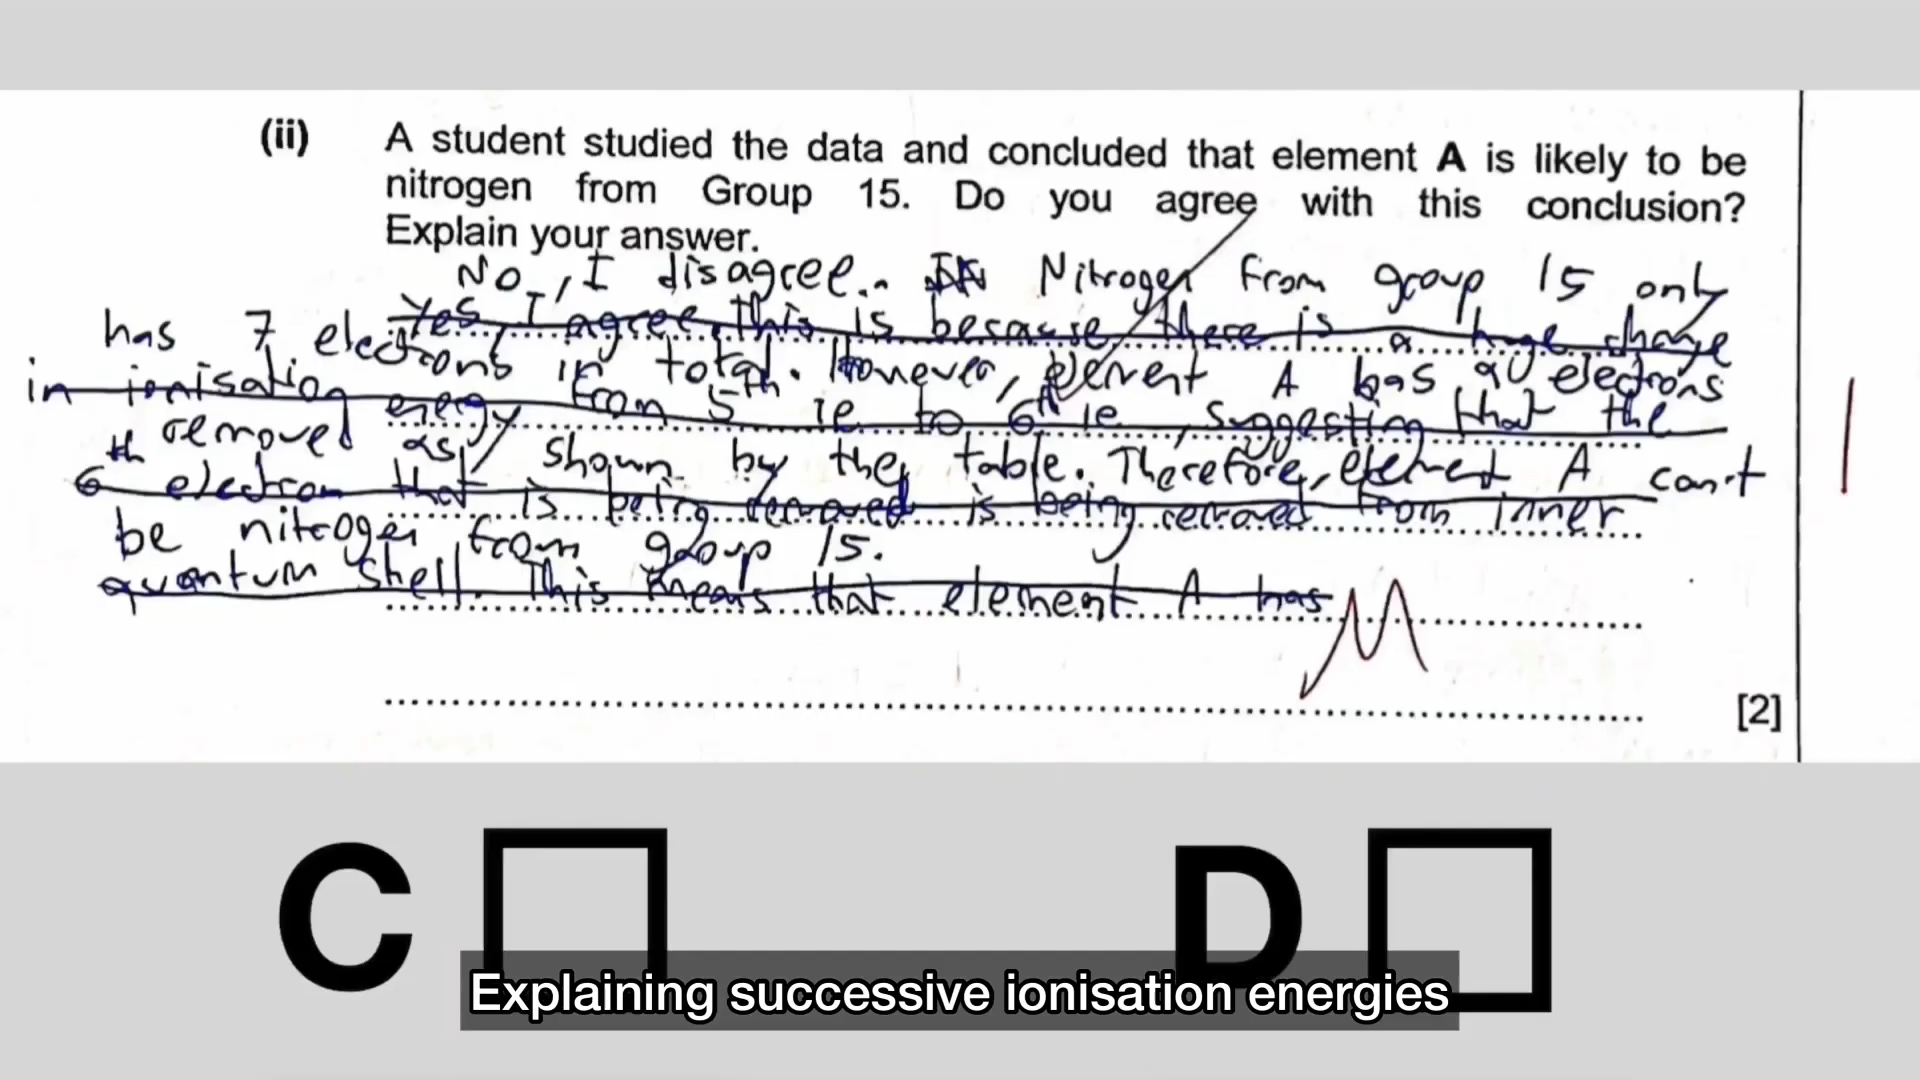 (ii) A student studied the data and concluded that element A is likely to be
nitrogen from Group 15. Do you agree with this conclusion?
Explain your answer.
No, I disagree. Nitrogen from group 15 only
Yes, I agree. This is because there is a huge change
has 7 electrons in total. However, element A has electrons
in ionisation energy from 5th ie to 6th ie, suggesting that the
removed as shown by the table. Therefore, element A can't
6th electron that is being removed is being removed from inner
be nitrogen from group 15.
quantum shell. This means that element A has
1
[2]
C
D
Explaining successive ionisation energies